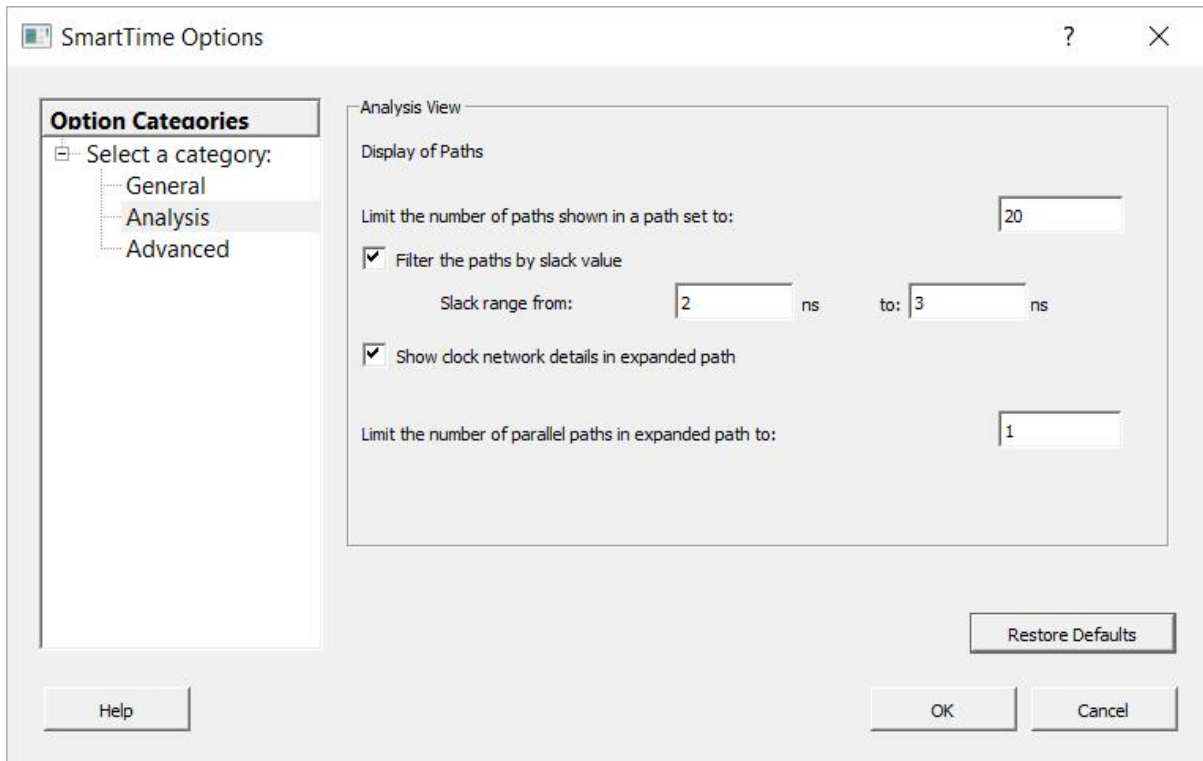 SmartTime Options
?
Option Categories
Select a category:
General
Analysis
Advanced
Analysis View
Display of Paths
Limit the number of paths shown in a path set to: 20
Filter the paths by slack value
Slack range from: 2 ns to: 3 ns
Show clock network details in expanded path
Limit the number of parallel paths in expanded path to: 1
Restore Defaults
Help OK Cancel